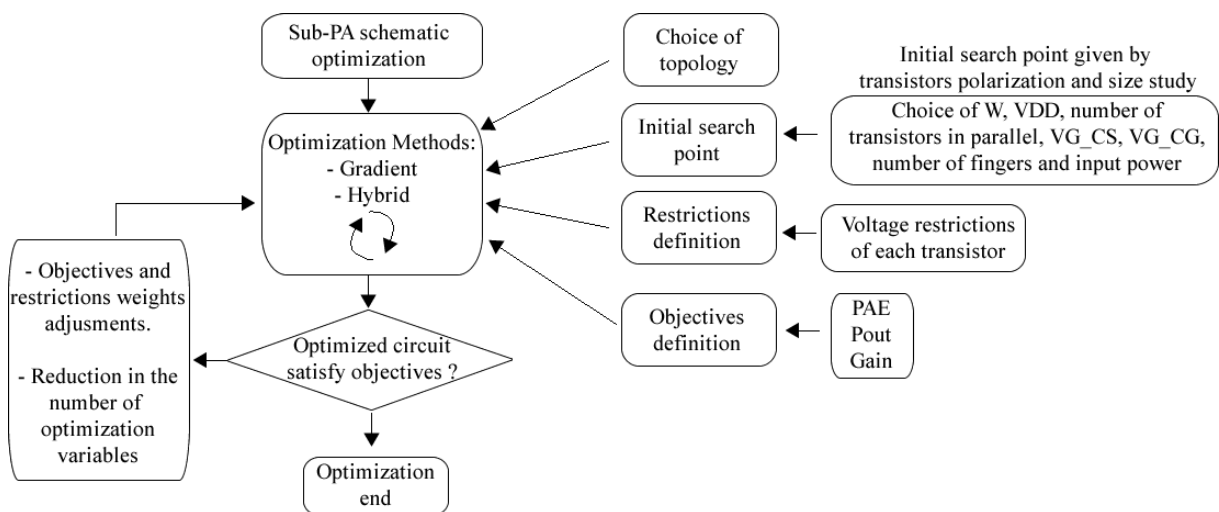 Sub-PA schematic
optimization
Optimization Methods:
- Gradient
- Hybrid
Optimized circuit
satisfy objectives ?
Optimization
end
- Objectives and
restrictions weights
adjusments.
- Reduction in the
number of
optimization
variables
Choice of
topology
Initial search
point
Restrictions
definition
Objectives
definition
Initial search point given by
transistors polarization and size study
Choice of W, VDD, number of
transistors in parallel, VG_CS, VG_CG,
number of fingers and input power
Voltage restrictions
of each transistor
PAE
Pout
Gain